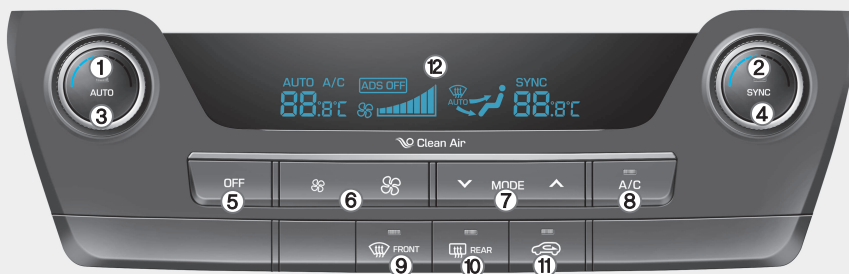 ① ②
AUTO SYNC
③ ④
⑫
AUTO A/C ADS OFF SYNC
AUTO
88:8℃ 88:8℃
Clean Air
OFF MODE A/C
⑤ ⑥ ⑦ ⑧
FRONT REAR
⑨ ⑩ ⑪